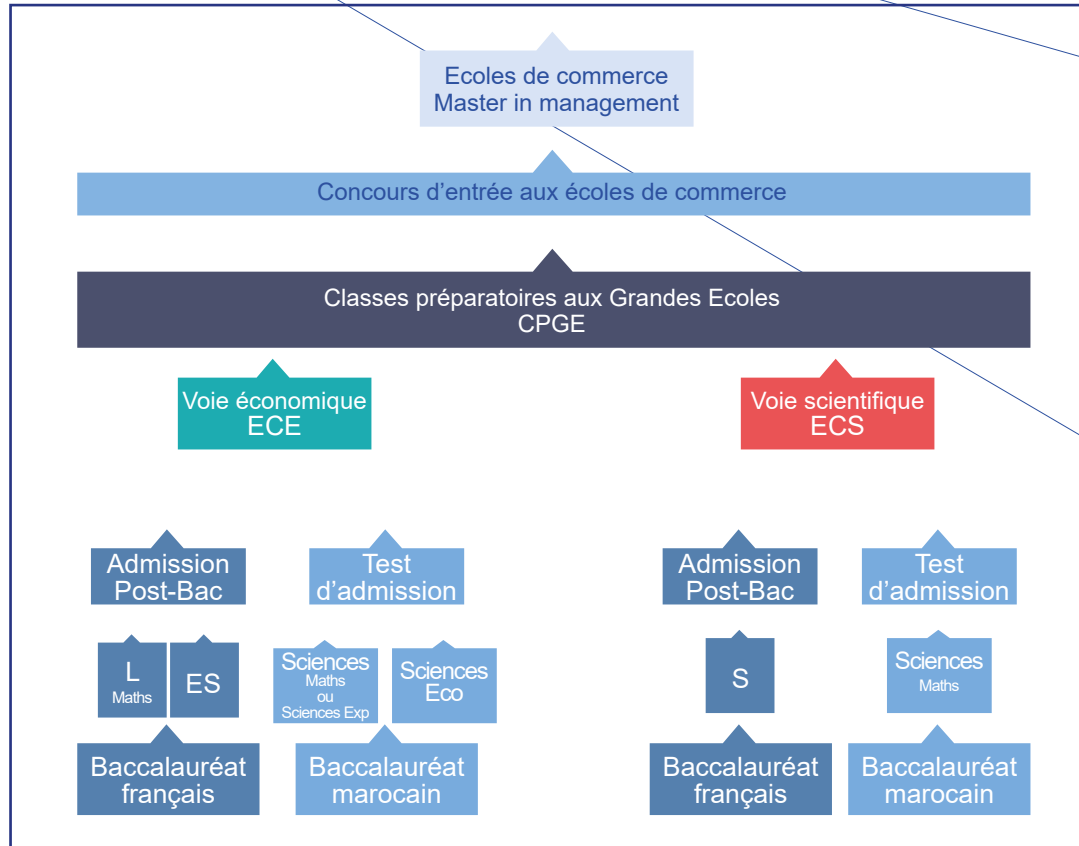 Ecoles de commerce
Master in management
Concours d'entrée aux écoles de commerce
Classes préparatoires aux Grandes Ecoles
CPGE
Voie économique
ECE
Voie scientifique
ECS
Admission
Post-Bac
Test
d'admission
Admission
Post-Bac
Test
d'admission
L
Maths
ES
Sciences
Maths
ou
Sciences Exp
Sciences
Eco
S
Sciences
Maths
Baccalauréat
français
Baccalauréat
marocain
Baccalauréat
français
Baccalauréat
marocain